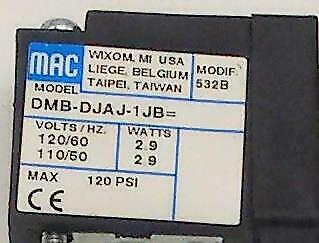 MAC
WIXOM, MI USA
LIEGE, BELGIUM
TAIPEI, TAIWAN
MODIF.
532B
MODEL
DMB-DJAJ-1JB=
VOLTS/HZ. WATTS
120/60 2.9
110/50 2.9
MAX 120 PSI
CE